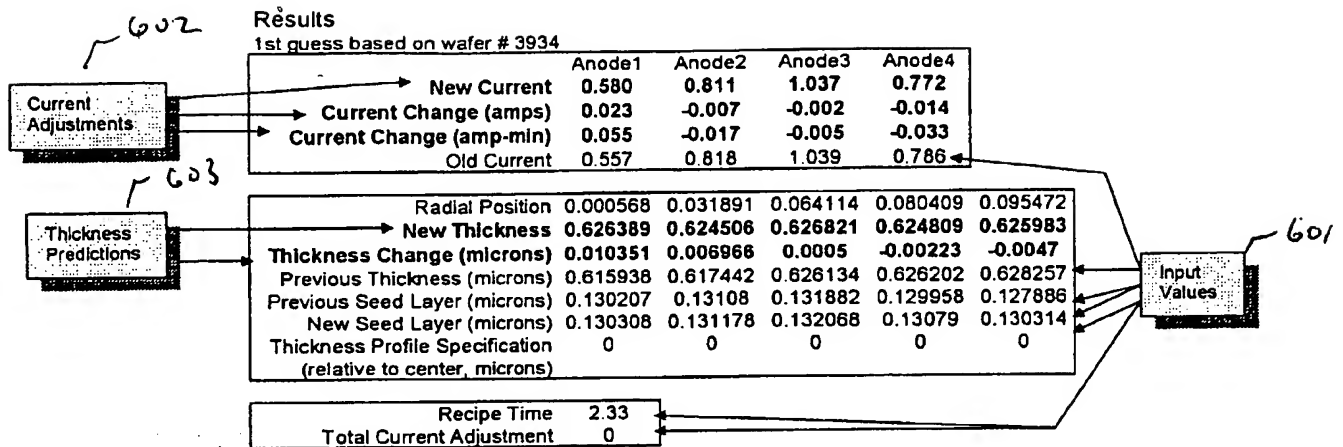 602
Results
1st guess based on wafer # 3934
Anode1 Anode2 Anode3 Anode4
New Current 0.580 0.811 1.037 0.772
Current Change (amps) 0.023 -0.007 -0.002 -0.014
Current Change (amp-min) 0.055 -0.017 -0.005 -0.033
Old Current 0.557 0.818 1.039 0.786
Current
Adjustments
603
Radial Position 0.000568 0.031891 0.064114 0.080409 0.095472
New Thickness 0.626389 0.624506 0.626821 0.624809 0.625983
Thickness Change (microns) 0.010351 0.006966 0.0005 -0.00223 -0.0047
Previous Thickness (microns) 0.615938 0.617442 0.626134 0.626202 0.628257
Previous Seed Layer (microns) 0.130207 0.13108 0.131882 0.129958 0.127886
New Seed Layer (microns) 0.130308 0.131178 0.132068 0.13079 0.130314
Thickness Profile Specification 0 0 0 0 0
(relative to center, microns)
Thickness
Predictions
601
Input
Values
Recipe Time 2.33
Total Current Adjustment 0